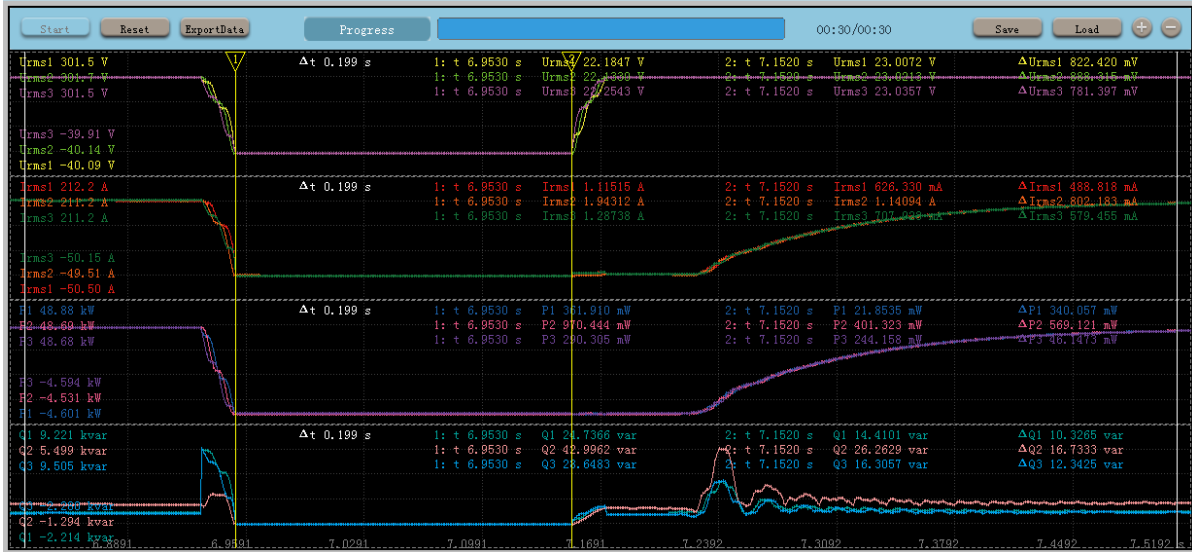 Start Reset ExportData Progress 00:30/00:30 Save Load
Urms1 301.5 V Δt 0.199 s 1: t 6.9530 s Urms1 22.1847 V 2: t 7.1520 s Urms1 23.0072 V ΔUrms1 822.420 mV
Urms2 301.7 V 1: t 6.9530 s Urms2 22.1330 V 2: t 7.1520 s Urms2 23.0213 V ΔUrms2 888.315 mV
Urms3 301.5 V 1: t 6.9530 s Urms3 22.2543 V 2: t 7.1520 s Urms3 23.0357 V ΔUrms3 781.397 mV
Urms3 -39.91 V
Urms2 -40.14 V
Urms1 -40.09 V
Irms1 212.2 A Δt 0.199 s 1: t 6.9530 s Irms1 1.11515 A 2: t 7.1520 s Irms1 626.330 mA ΔIrms1 488.818 mA
Irms2 211.2 A 1: t 6.9530 s Irms2 1.94312 A 2: t 7.1520 s Irms2 1.14094 A ΔIrms2 802.183 mA
Irms3 211.2 A 1: t 6.9530 s Irms3 1.28738 A 2: t 7.1520 s Irms3 mA ΔIrms3 579.455 mA
Irms3 -50.15 A
Irms2 -49.51 A
Irms1 -50.50 A
P1 48.88 kW Δt 0.199 s 1: t 6.9530 s P1 361.910 mW 2: t 7.1520 s P1 21.8535 mW ΔP1 340.057 mW
P2 48.69 kW 1: t 6.9530 s P2 970.444 mW 2: t 7.1520 s P2 401.323 mW ΔP2 569.121 mW
P3 48.68 kW 1: t 6.9530 s P3 290.305 mW 2: t 7.1520 s P3 244.158 mW ΔP3 46.1473 mW
P3 -4.594 kW
P2 -4.531 kW
P1 -4.601 kW
Q1 9.221 kvar Δt 0.199 s 1: t 6.9530 s Q1 24.7366 var 2: t 7.1520 s Q1 14.4101 var ΔQ1 10.3265 var
Q2 5.499 kvar 1: t 6.9530 s Q2 42.9962 var 2: t 7.1520 s Q2 26.2629 var ΔQ2 16.7333 var
Q3 9.505 kvar 1: t 6.9530 s Q3 28.6483 var 2: t 7.1520 s Q3 16.3057 var ΔQ3 12.3425 var
Q3 kvar
Q2 -1.294 kvar
Q1 -2.214 kvar
6.8891 6.9591 7.0291 7.0991 7.1691 7.2392 7.3092 7.3792 7.4492 7.5192 s